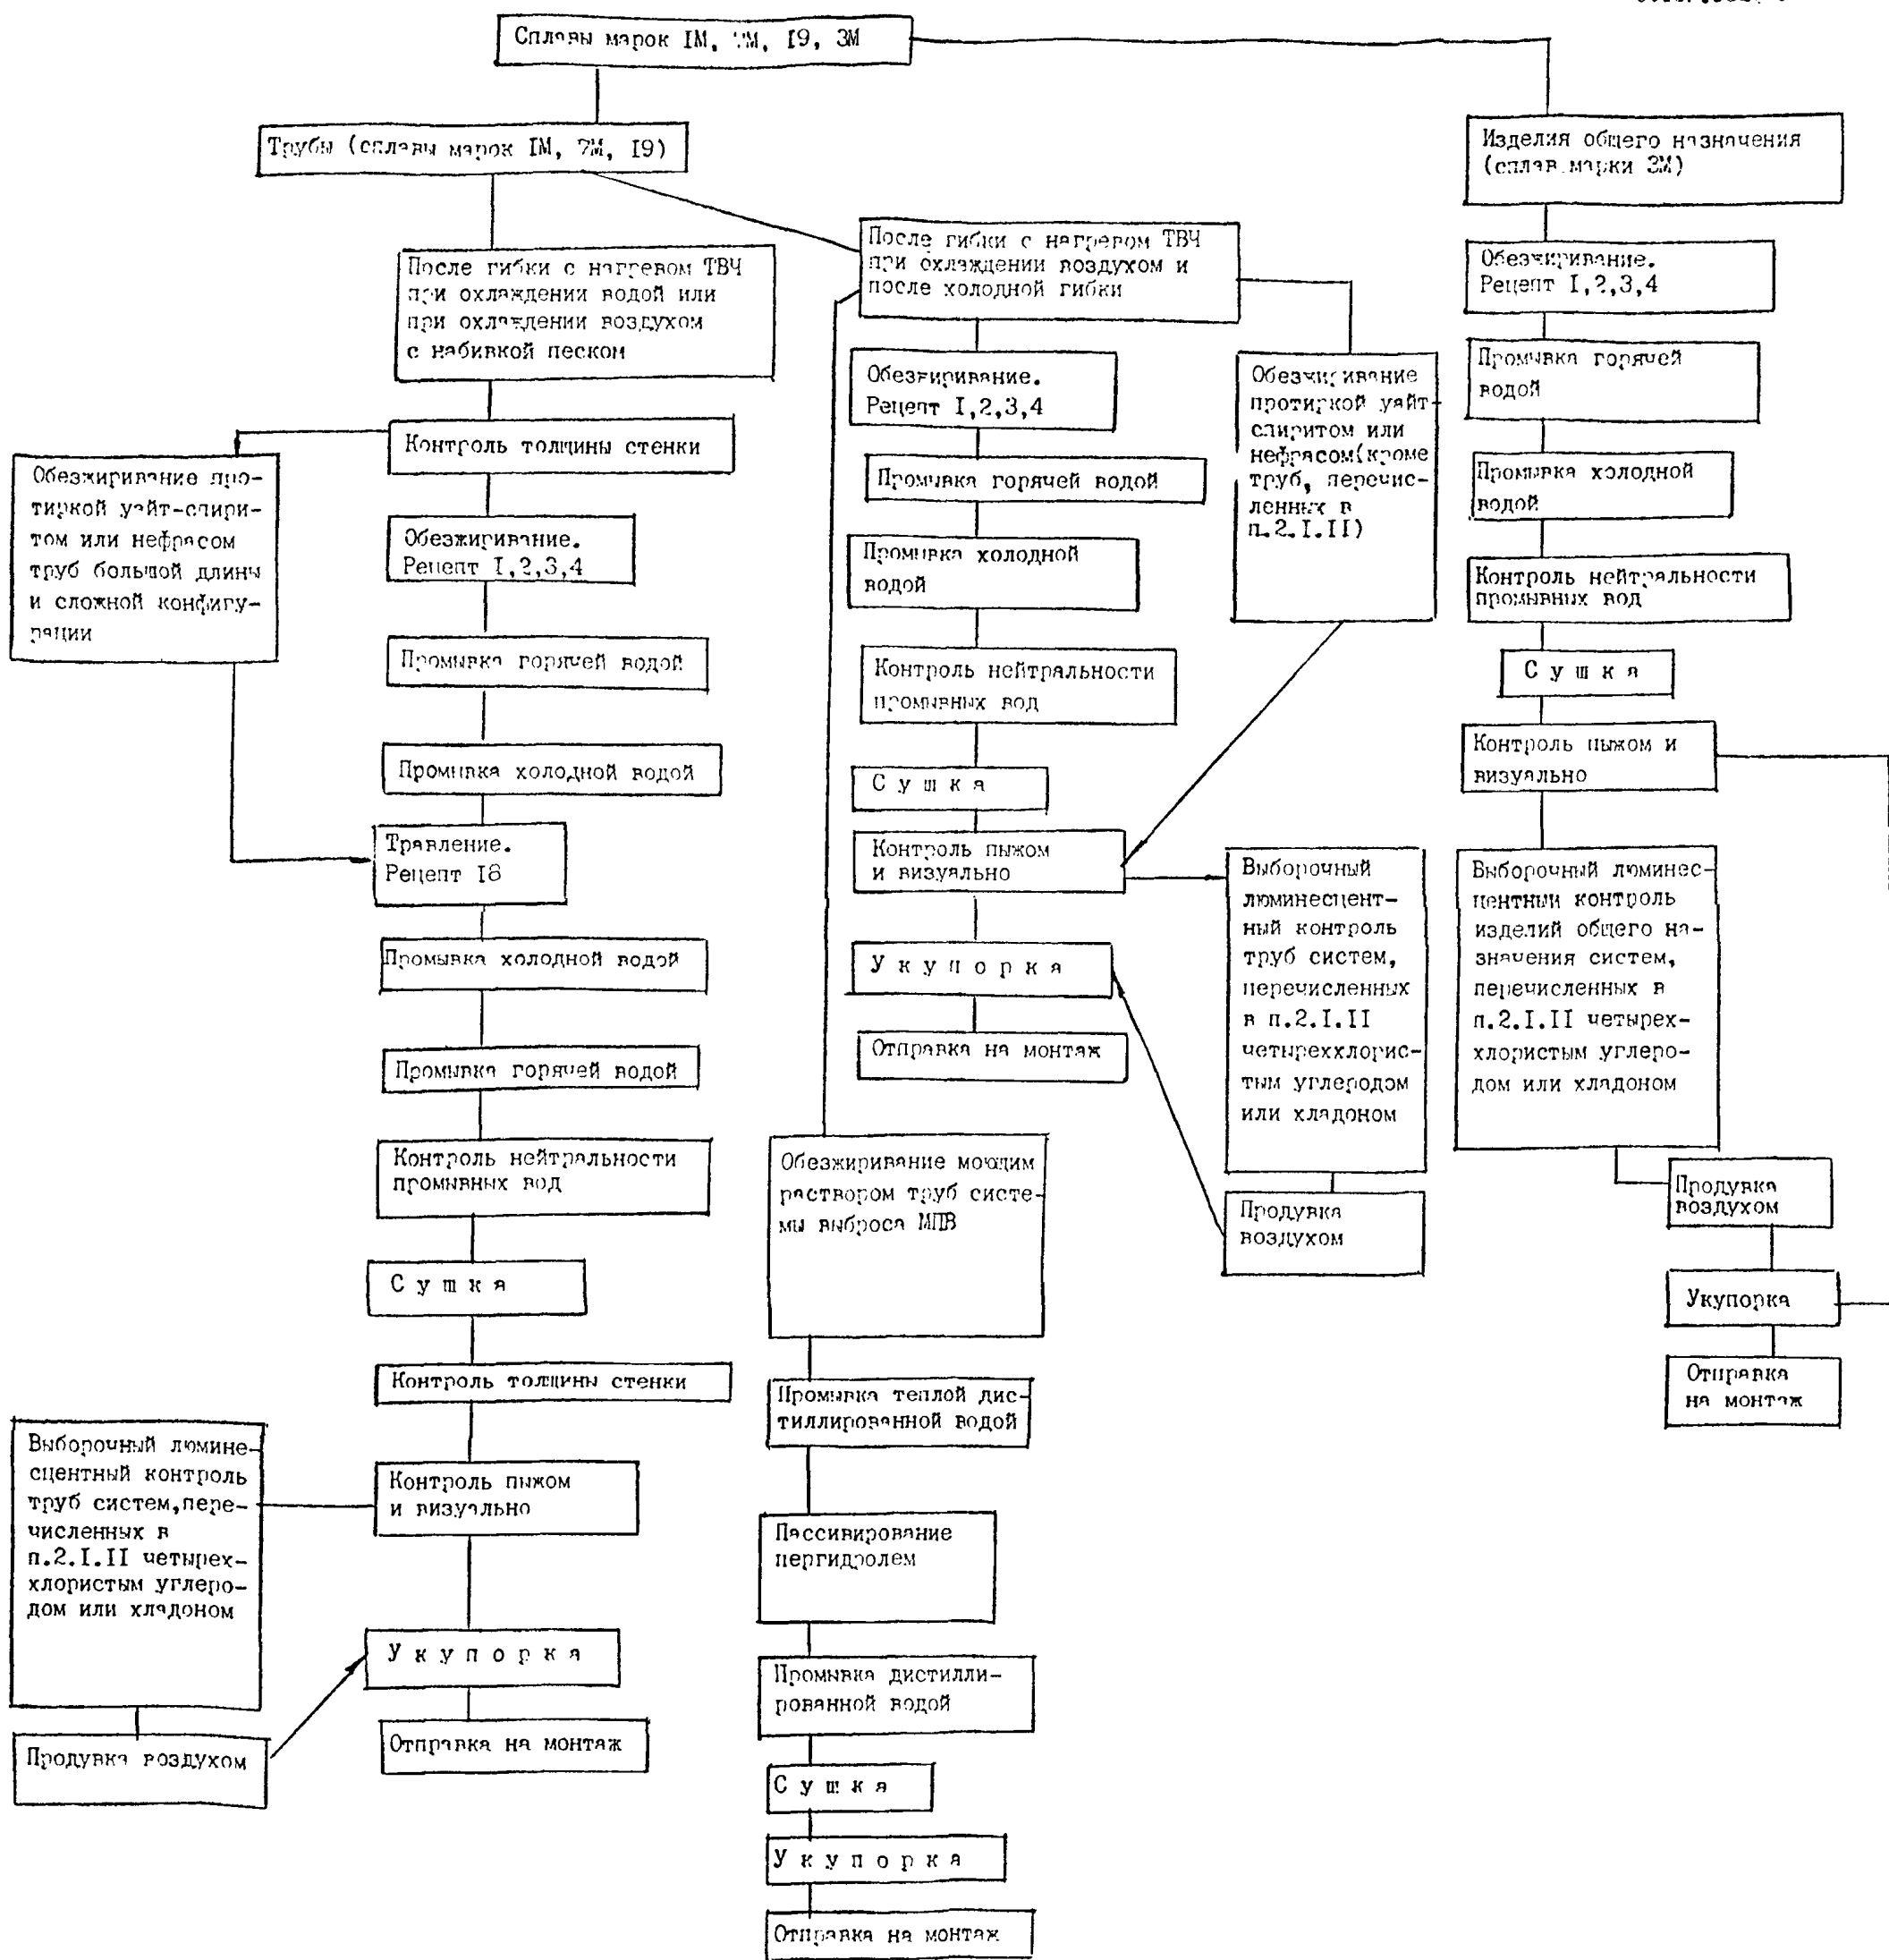 Сплавы марок IМ, 7М, I9, 3М
Трубы (сплавы марок IМ, 7М, I9)
После гибки с нагревом ТВЧ
при охлаждении водой или
при охлаждении воздухом
с набивкой песком
Контроль толщины стенки
Обезжиривание про-
тиркой уайт-спири-
том или нефрасом
труб большой длины
и сложной конфигу-
рации
Обезжиривание.
Рецепт I,2,3,4
Промывка горячей водой
Промывка холодной водой
Травление.
Рецепт I8
Промывка холодной водой
Промывка горячей водой
Контроль нейтральности
промывных вод
С у ш к а
Контроль толщины стенки
Контроль пыжом
и визуально
Выборочный люмине-
сцентный контроль
труб систем,пере-
численных в
п.2.I.II четырех-
хлористым углеро-
дом или хладоном
Продувка воздухом
У к у п о р к а
Отправка на монтаж
После гибки с нагревом ТВЧ
при охлаждении воздухом и
после холодной гибки
Обезжиривание.
Рецепт I,2,3,4
Промывка горячей водой
Промывка холодной
водой
Контроль нейтральности
промывных вод
С у ш к а
Контроль пыжом
и визуально
У к у п о р к а
Отправка на монтаж
Обезжиривание
протиркой уайт-
спиритом или
нефрасом(кроме
труб, перечис-
ленных в
п.2.I.II)
Выборочный
люминесцент-
ный контроль
труб систем,
перечисленных
в п.2.I.II
четыреххлорис-
тым углеродом
или хладоном
Продувка
воздухом
Обезжиривание моющим
раствором труб систе-
мы выброса МПВ
Промывка теплой дис-
тиллированной водой
Пассивирование
пергидролем
Промывка дистилли-
рованной водой
С у ш к а
У к у п о р к а
Отправка на монтаж
Изделия общего назначения
(сплав марки 3М)
Обезжиривание.
Рецепт I,2,3,4
Промывка горячей
водой
Промывка холодной
водой
Контроль нейтральности
промывных вод
С у ш к а
Контроль пыжом и
визуально
Выборочный люминес-
центный контроль
изделий общего на-
значения систем,
перечисленных в
п.2.I.II четырех-
хлористым углеро-
дом или хладоном
Продувка
воздухом
Укупорка
Отправка
на монтаж